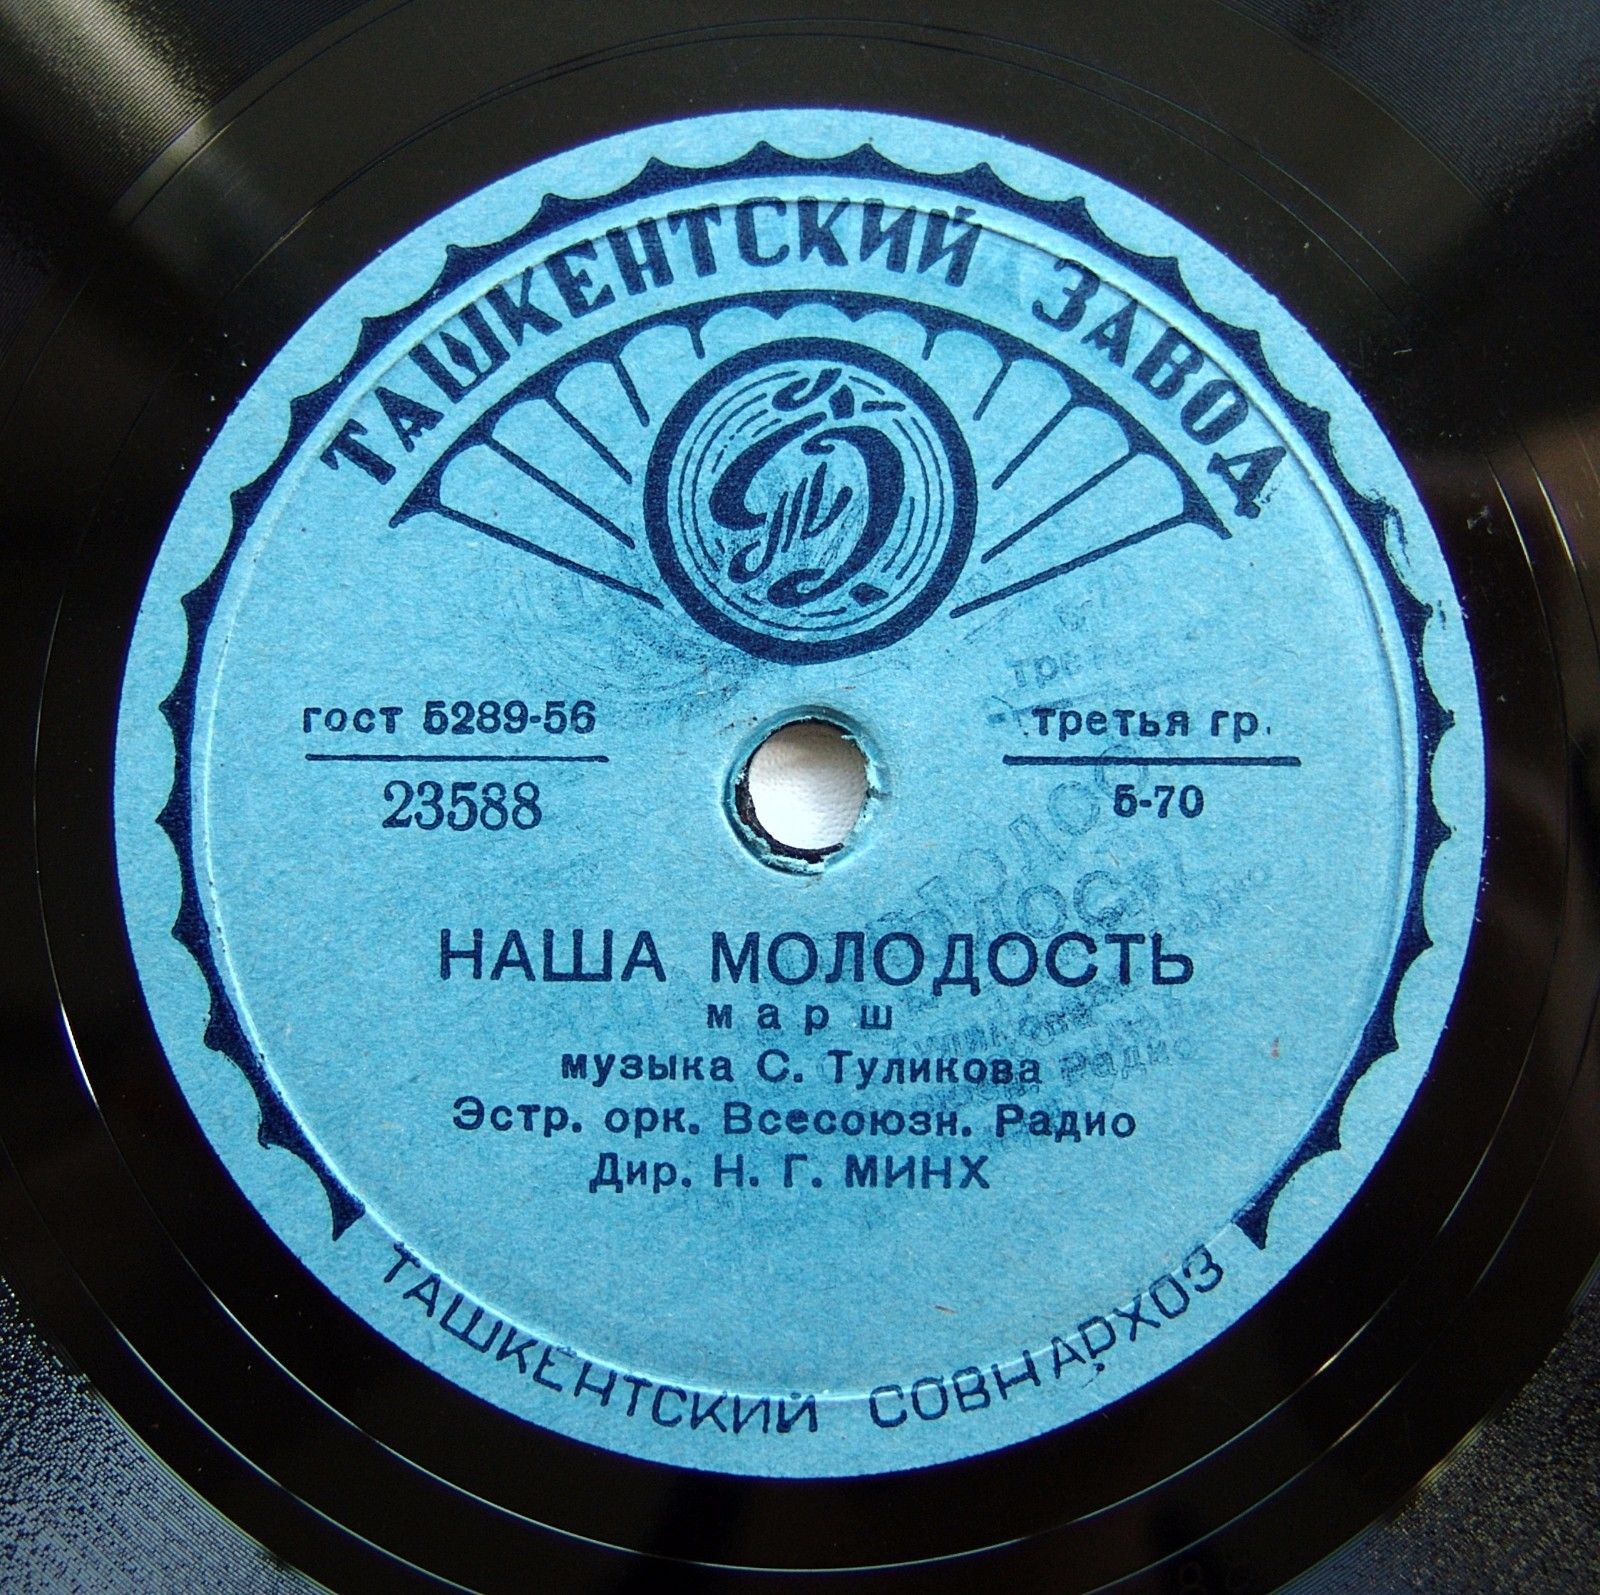 ТАШКЕНТСКИЙ ЗАВОД
гост 5289-56
23588
третья гр.
5-70
НАША МОЛОДОСТЬ
марш
музыка С. Туликова
Эстр. орк. Всесоюзн. Радио
Дир. Н. Г. МИНХ
ТАШКЕНТСКИЙ СОВНАРХОЗ